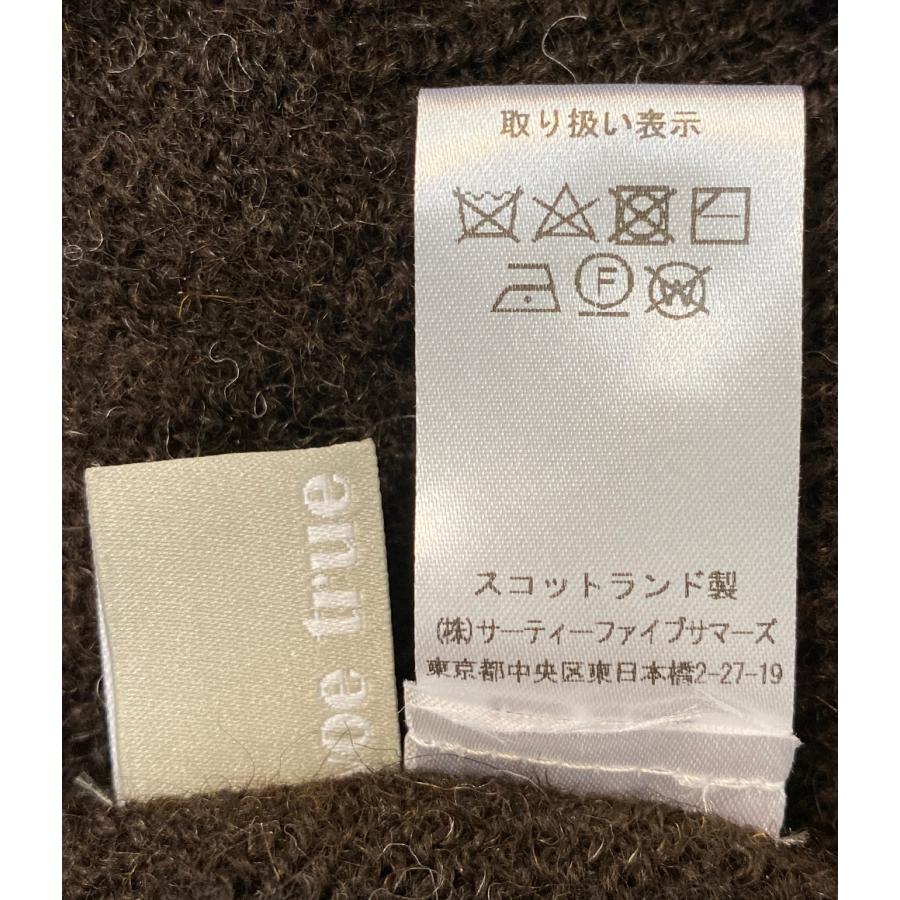 取り扱い表示
F
W
スコットランド製
(株)サーティーファイブサマーズ
東京都中央区東日本橋2-27-19
oe true